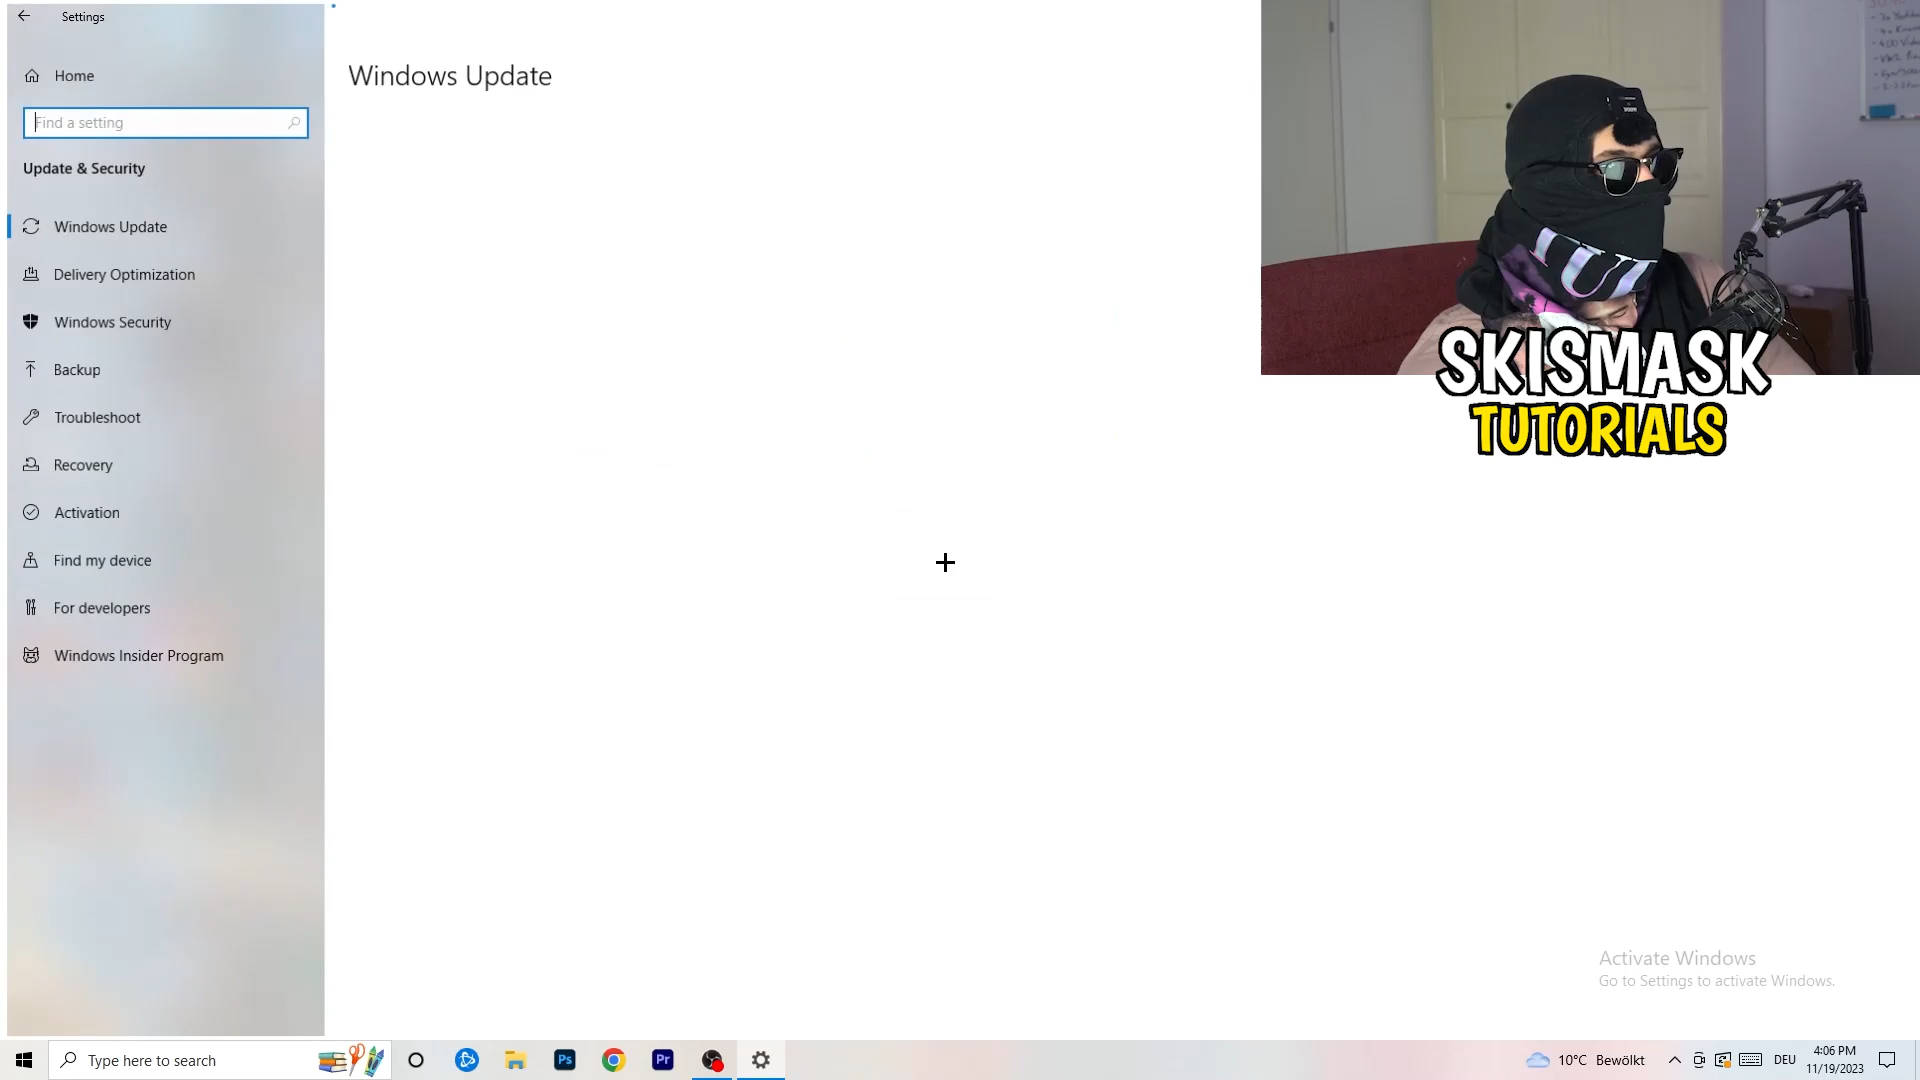 Settings
Home
Find a setting
Update & Security
Windows Update
Delivery Optimization
Windows Security
Backup
Troubleshoot
Recovery
Activation
Find my device
For developers
Windows Insider Program
Windows Update
SKISMASK
TUTORIALS
Activate Windows
Go to Settings to activate Windows.
Type here to search
Ps
Pr
10°C Bewölkt
DEU
4:06 PM
11/19/2023